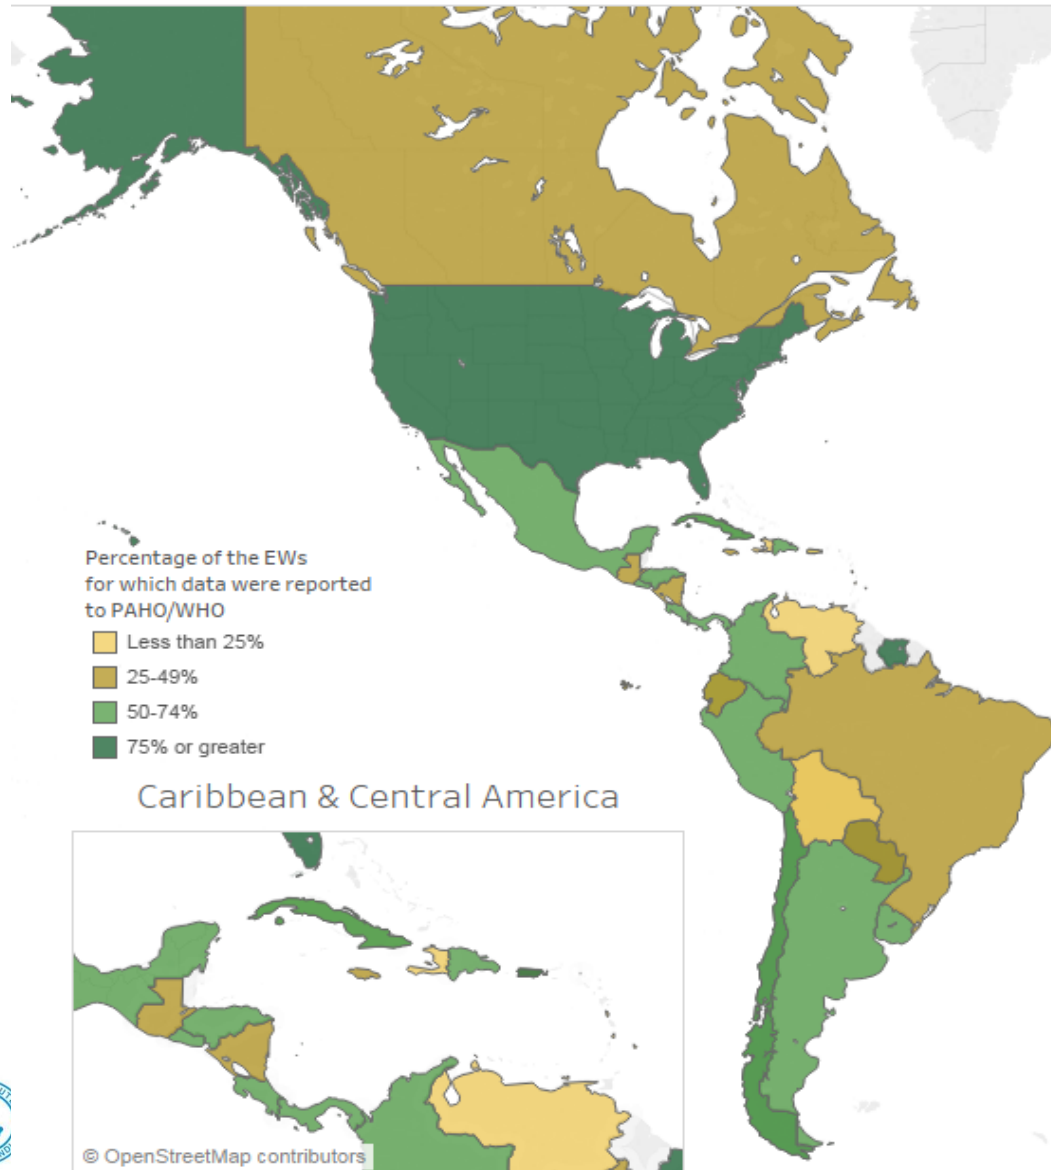 Percentage of the EWs
for which data were reported
to PAHO/WHO
Less than 25%
25-49%
50-74%
75% or greater
Caribbean & Central America
© OpenStreetMap contributors